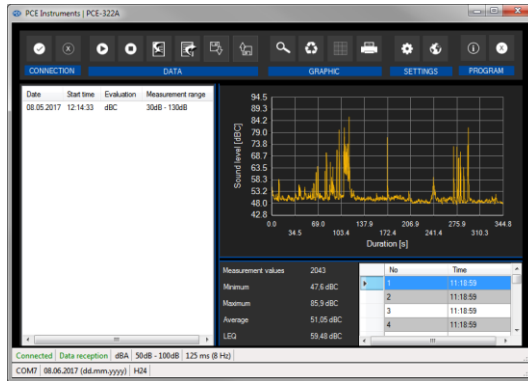 PCE Instruments | PCE-322A
CONNECTION DATA GRAPHIC SETTINGS PROGRAM
Date Start time Evaluation Measurement range
08.05.2017 12:14:33 dBC 30dB - 130dB
Sound level [dBC]
94.5
89.3
84.2
79.0
73.8
68.7
63.5
58.3
53.2
48.0
42.8
0.0 69.0 137.9 206.9 275.9 344.8
34.5 103.4 172.4 241.4 310.3
Duration [s]
Measurement values 2043
Minimum 47,6 dBC
Maximum 85,9 dBC
Average 51,05 dBC
LEQ 59,48 dBC
No Time
1 11:18:59
2 11:18:59
3 11:18:59
4 11:18:59
Connected Data reception dBA 50dB - 100dB 125 ms (8 Hz)
COM7 08.06.2017 (dd.mm.yyyy) H24